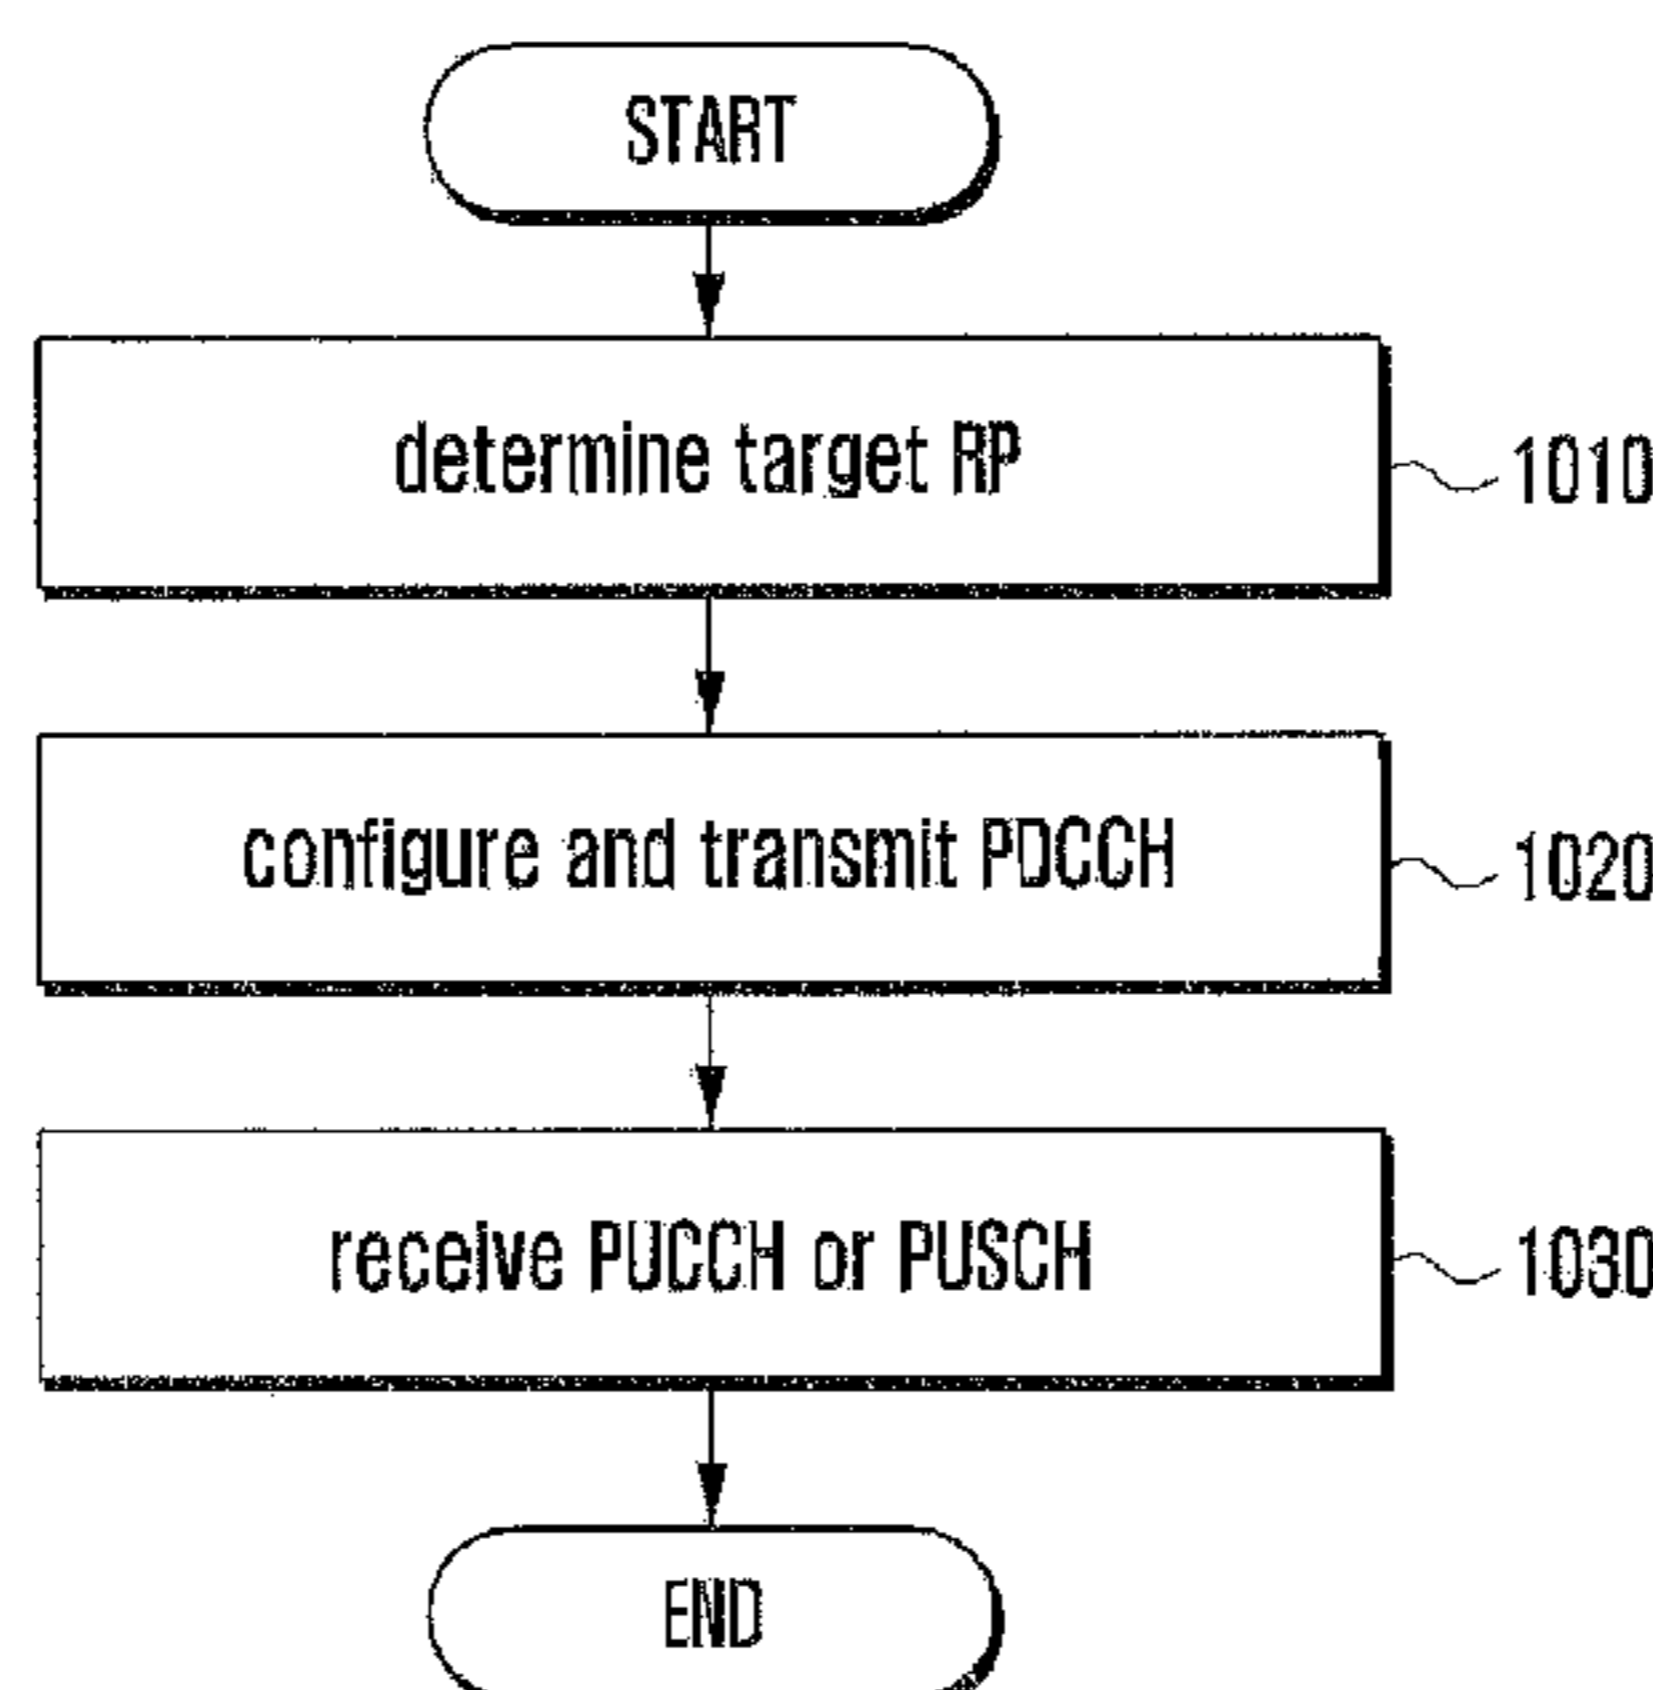 START
determine target RP
1010
configure and transmit PDCCH
1020
receive PUCCH or PUSCH
1030
END